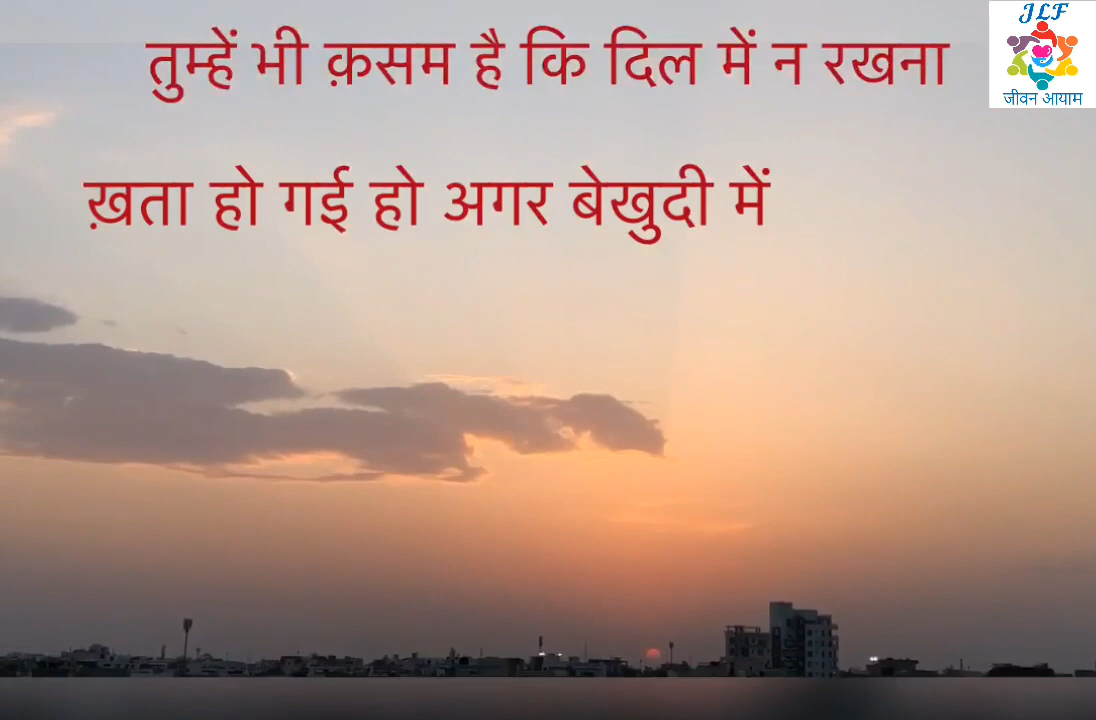 तुम्हें भी क़सम है कि दिल में न रखना
ख़ता हो गई हो अगर बेखुदी में
JLF
जीवन आयाम